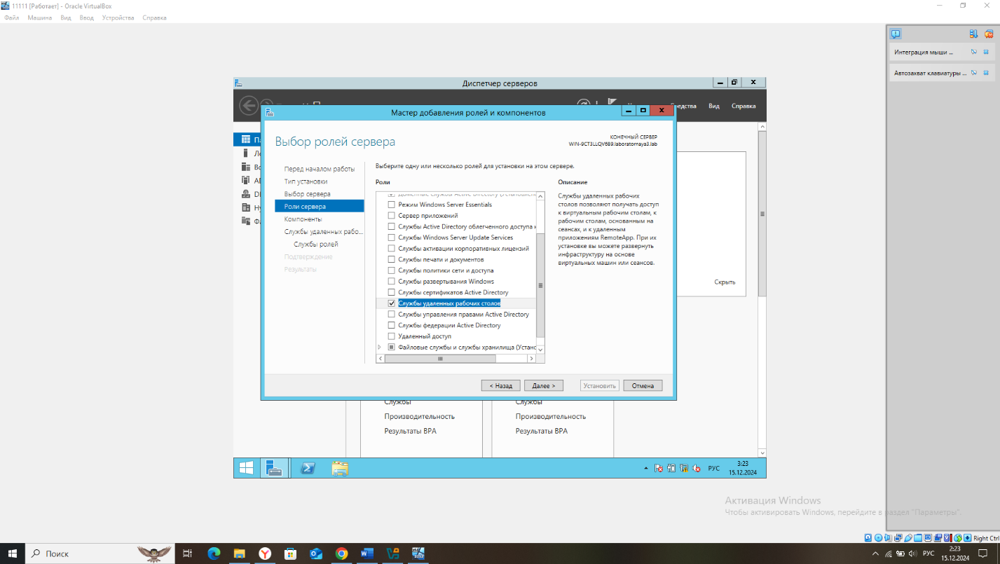 11111 [Работает] - Oracle VirtualBox
Файл Машина Вид Ввод Устройства Справка
Интеграция мыши ...
Автозахват клавиатуры ...
Диспетчер серверов
Вид Справка
Мастер добавления ролей и компонентов
Выбор ролей сервера
КОНЕЧНЫЙ СЕРВЕР
WIN-9CT3LLQV6B9.laboratornaya3.lab
Перед началом работы
Тип установки
Выбор сервера
Роли сервера
Компоненты
Службы удаленных рабо...
Службы ролей
Подтверждение
Результаты
Выберите одну или несколько ролей для установки на этом сервере.
Роли
Доменные службы Active Directory (Установлен
Режим Windows Server Essentials
Сервер приложений
Службы Active Directory облегченного доступа к
Службы Windows Server Update Services
Службы активации корпоративных лицензий
Службы печати и документов
Службы политики сети и доступа
Службы развертывания Windows
Службы сертификатов Active Directory
Службы удаленных рабочих столов
Службы управления правами Active Directory
Службы федерации Active Directory
Удаленный доступ
Файловые службы и службы хранилища (Устано
Описание
Службы удаленных рабочих
столов позволяют получать доступ
к виртуальным рабочим столам, к
рабочим столам, основанным на
сеансах, и к удаленным
приложениям RemoteApp. При их
установке вы можете развернуть
инфраструктуру на основе
виртуальных машин или сеансов.
Скрыть
< Назад Далее > Установить Отмена
Службы Службы
Производительность Производительность
Результаты BPA Результаты BPA
РУС
3:23
15.12.2024
Активация Windows
Чтобы активировать Windows, перейдите в раздел "Параметры".
Right Ctrl
Поиск
РУС
2:23
15.12.2024